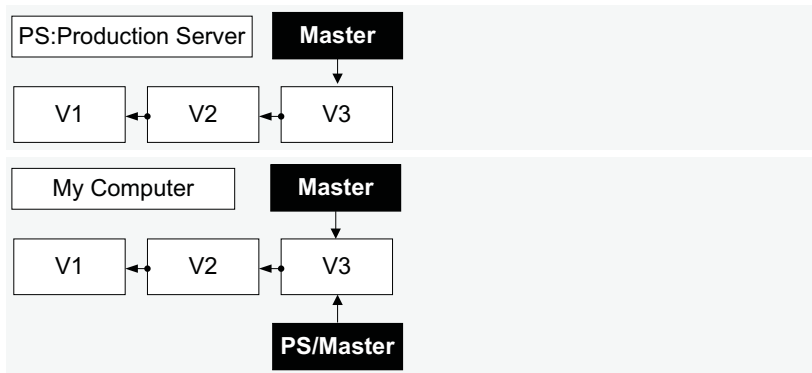 PS:Production Server
Master
V1
V2
V3
My Computer
Master
V1
V2
V3
PS/Master